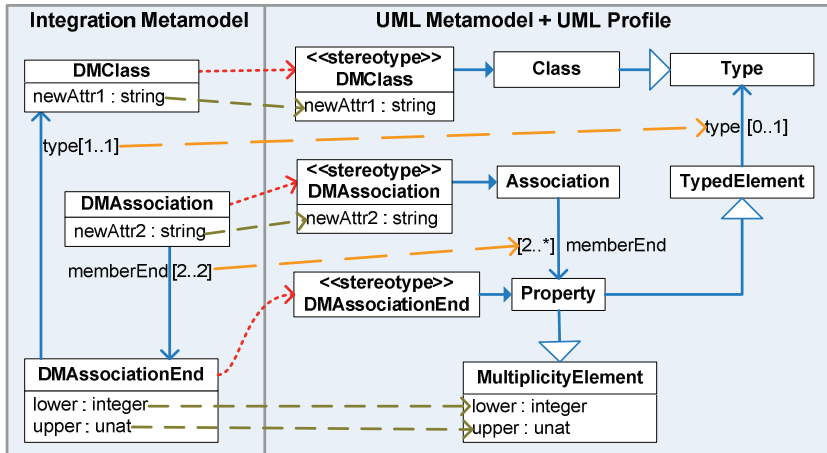 Integration Metamodel
UML Metamodel + UML Profile
DMClass
newAttr1 : string
<<stereotype>>
DMClass
newAttr1 : string
Class
Type
type[1..1]
type [0..1]
DMAssociation
newAttr2 : string
<<stereotype>>
DMAssociation
newAttr2 : string
Association
TypedElement
memberEnd [2..2]
[2..*] memberEnd
<<stereotype>>
DMAssociationEnd
Property
DMAssociationEnd
lower : integer
upper : unat
MultiplicityElement
lower : integer
upper : unat